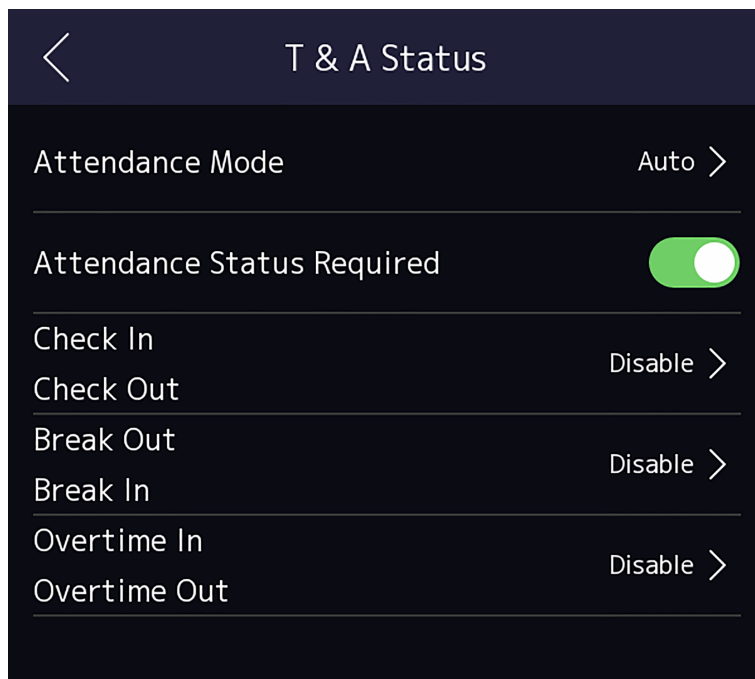 T & A Status
Attendance Mode Auto
Attendance Status Required
Check In
Check Out
Disable
Break Out
Break In
Disable
Overtime In
Overtime Out
Disable